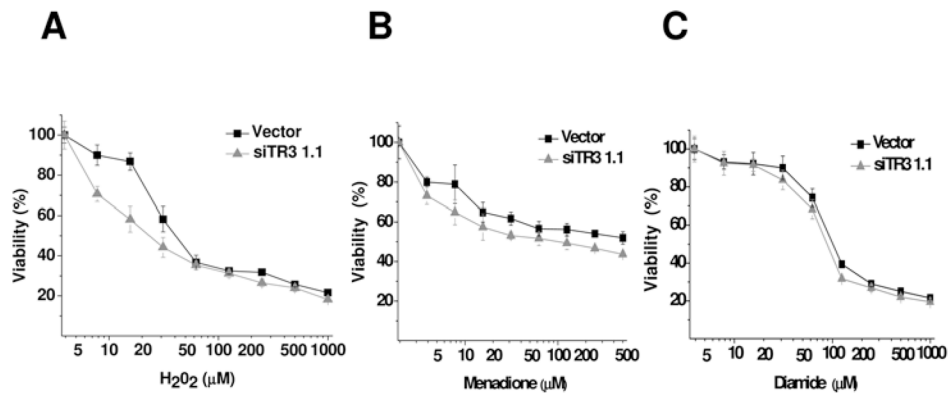 A
B
C
Vector
siTR3 1.1
Viability (%)
100
80
60
40
20
5 10 20 50 100 200 500 1000
H₂0₂ (μM)
Vector
siTR3 1.1
Viability (%)
100
80
60
40
20
5 10 20 50 100 200 500
Menadione (μM)
Vector
siTR3 1.1
Viability (%)
100
80
60
40
20
5 10 20 50 100 200 500 1000
Diamide (μM)